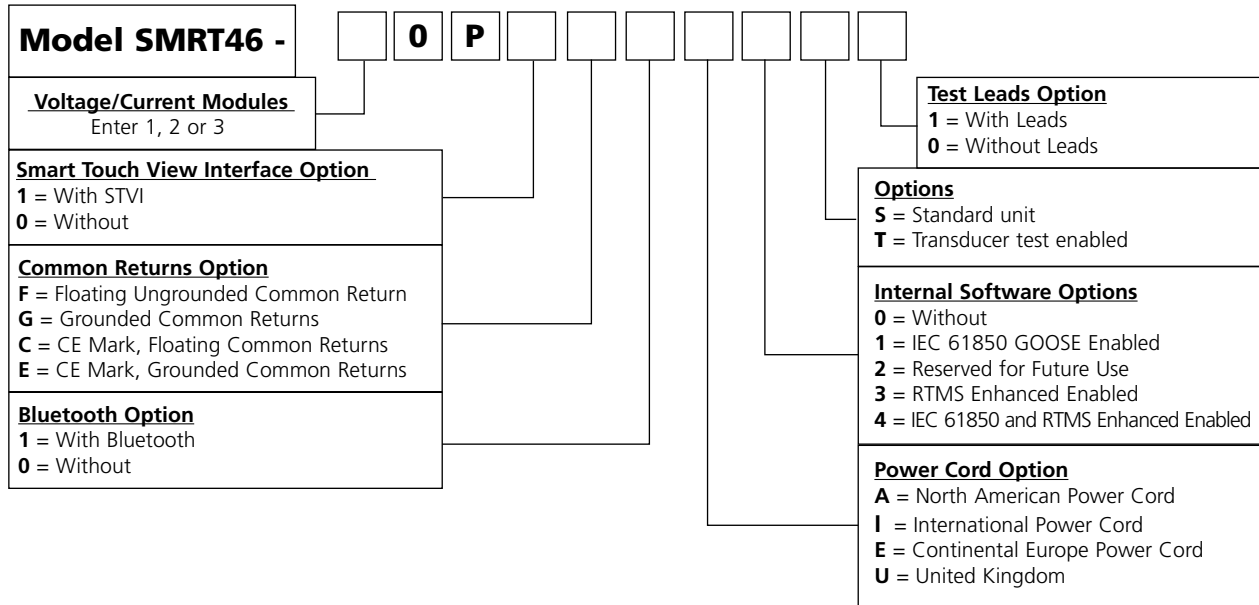 Model SMRT46 - 0 P
Voltage/Current Modules
Enter 1, 2 or 3
Smart Touch View Interface Option
1 = With STVI
0 = Without
Common Returns Option
F = Floating Ungrounded Common Return
G = Grounded Common Returns
C = CE Mark, Floating Common Returns
E = CE Mark, Grounded Common Returns
Bluetooth Option
1 = With Bluetooth
0 = Without
Test Leads Option
1 = With Leads
0 = Without Leads
Options
S = Standard unit
T = Transducer test enabled
Internal Software Options
0 = Without
1 = IEC 61850 GOOSE Enabled
2 = Reserved for Future Use
3 = RTMS Enhanced Enabled
4 = IEC 61850 and RTMS Enhanced Enabled
Power Cord Option
A = North American Power Cord
I = International Power Cord
E = Continental Europe Power Cord
U = United Kingdom